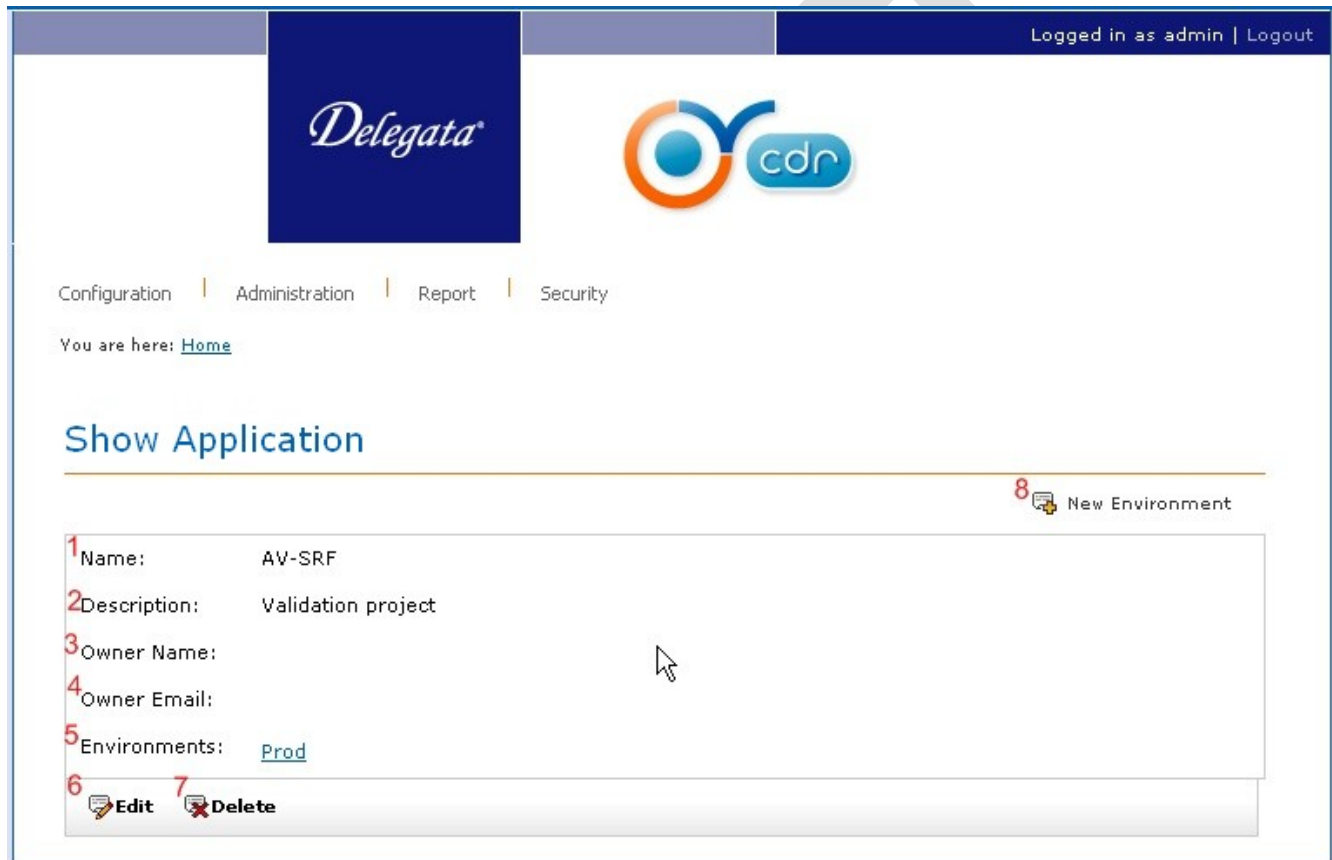 Logged in as admin | Logout
Delegata®
cdr
Configuration | Administration | Report | Security
You are here: Home
Show Application
8 New Environment
1 Name: AV-SRF
2 Description: Validation project
3 Owner Name:
4 Owner Email:
5 Environments: Prod
6 Edit 7 Delete